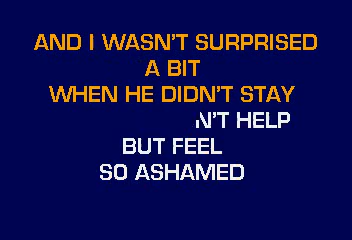 AND I WASN'T SURPRISED
A BIT
WHEN HE DIDN'T STAY
N'T HELP
BUT FEEL
SO ASHAMED